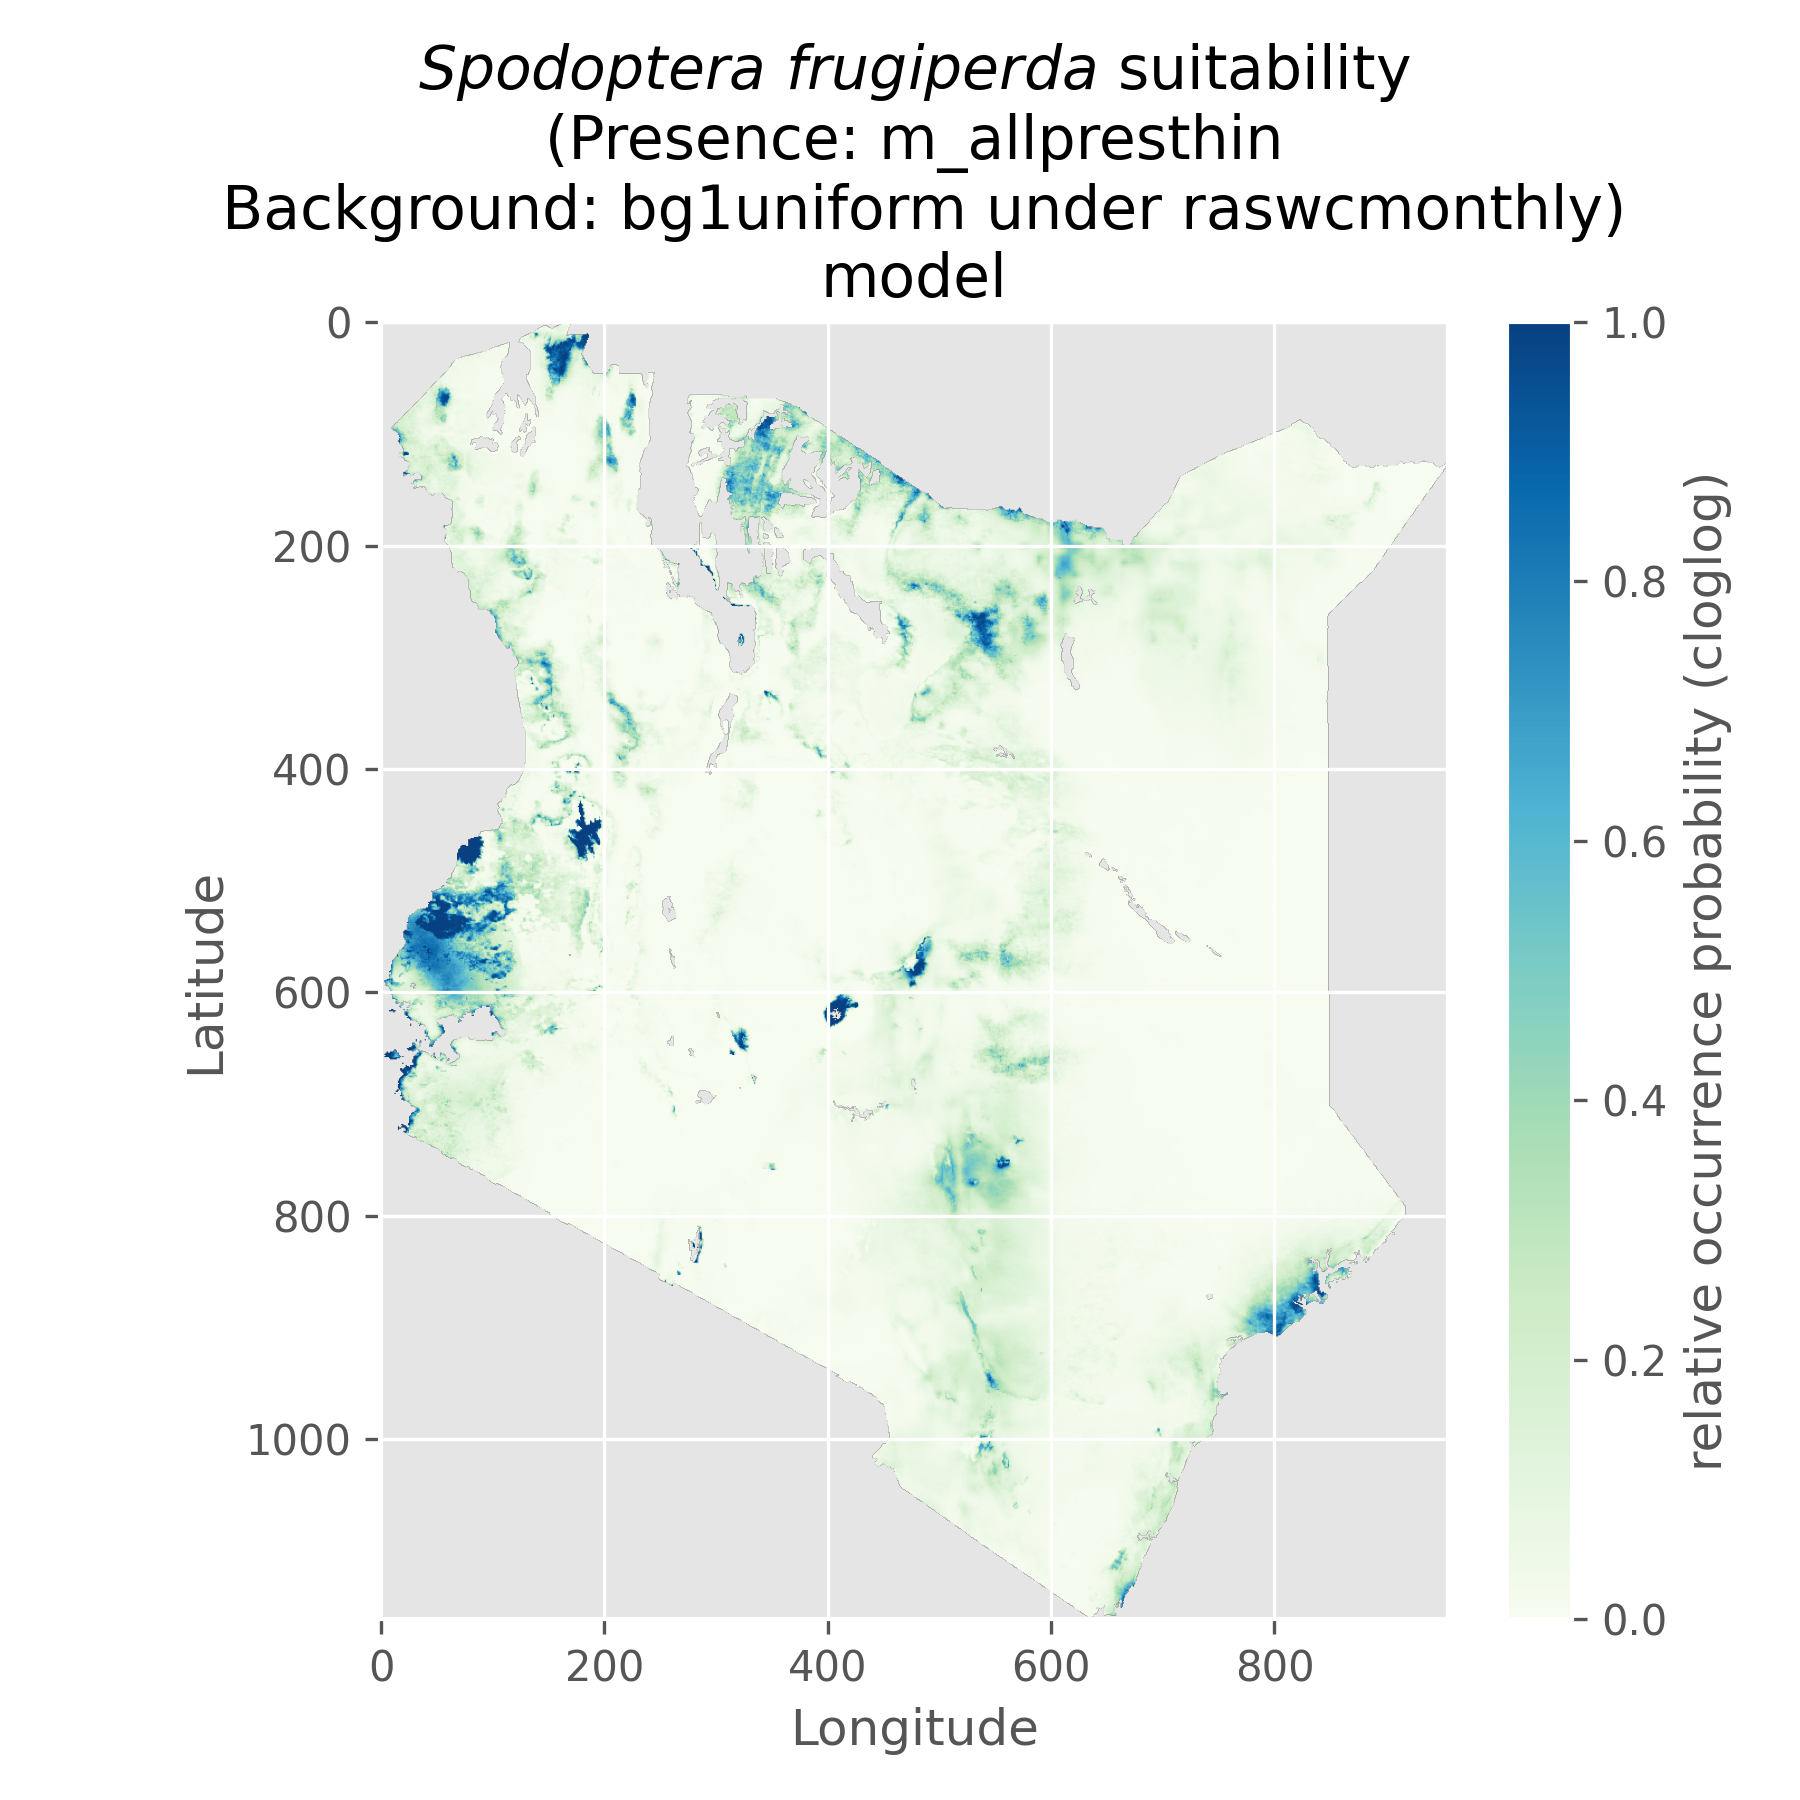 Spodoptera frugiperda suitability
(Presence: m_allpresthin
Background: bg1uniform under raswcmonthly)
model
0
200
400
600
800
1000
Latitude
0
200
400
600
800
Longitude
1.0
0.8
0.6
0.4
0.2
0.0
relative occurrence probability (cloglog)